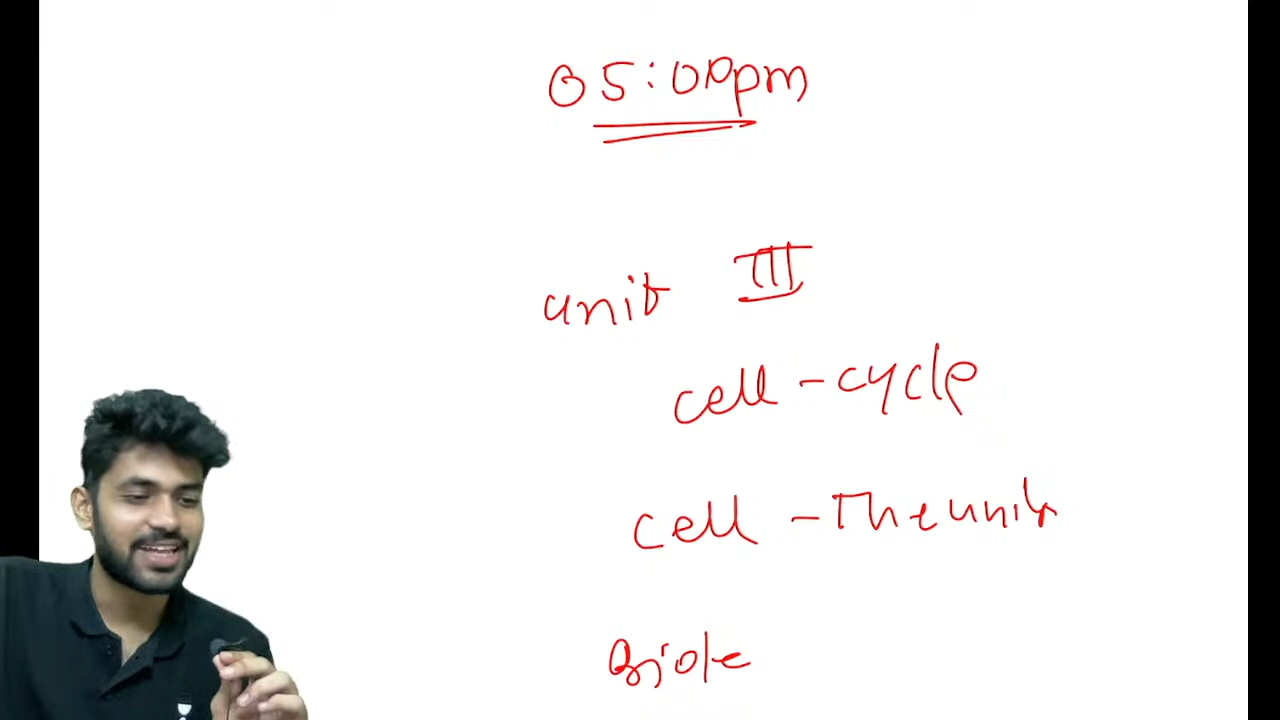 05:00pm
unit III
cell - cycle
cell - The unit